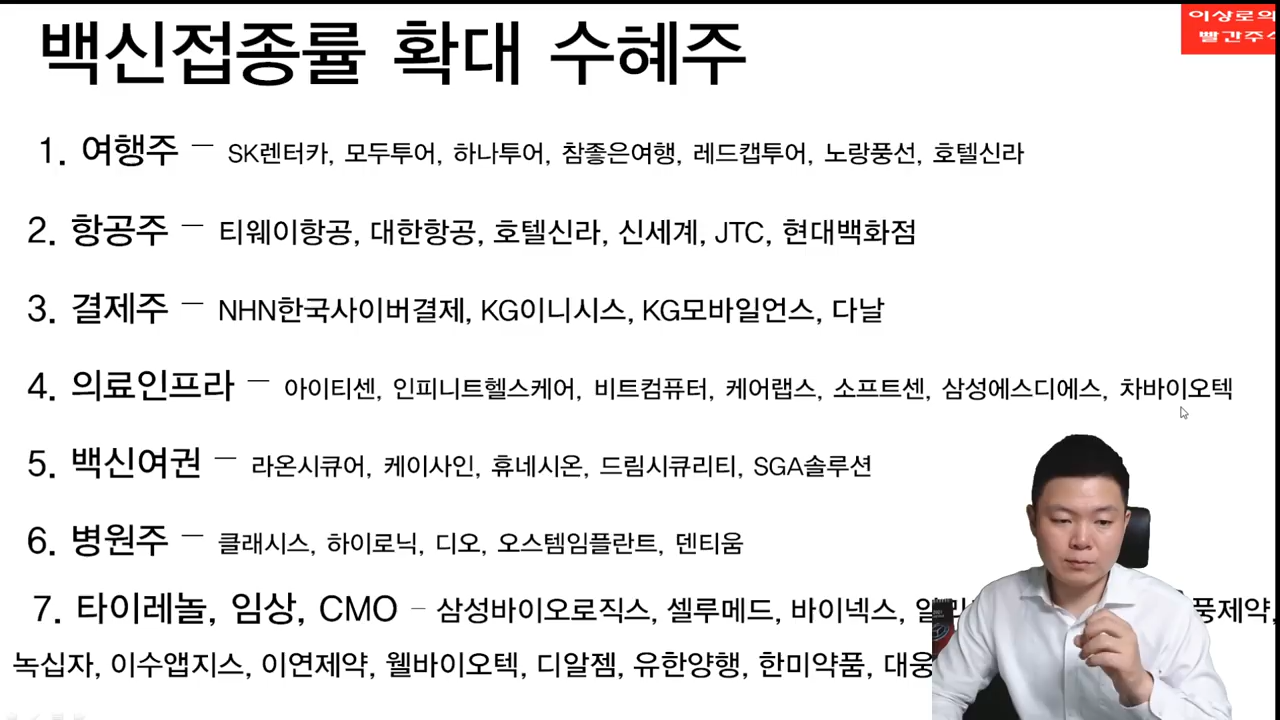 이상로의
빨간주식
백신접종률 확대 수혜주
1. 여행주 – SK렌터카, 모두투어, 하나투어, 참좋은여행, 레드캡투어, 노랑풍선, 호텔신라
2. 항공주 – 티웨이항공, 대한항공, 호텔신라, 신세계, JTC, 현대백화점
3. 결제주 – NHN한국사이버결제, KG이니시스, KG모바일언스, 다날
4. 의료인프라 – 아이티센, 인피니트헬스케어, 비트컴퓨터, 케어랩스, 소프트센, 삼성에스디에스, 차바이오텍
5. 백신여권 – 라온시큐어, 케이사인, 휴네시온, 드림시큐리티, SGA솔루션
6. 병원주 – 클래시스, 하이로닉, 디오, 오스템임플란트, 덴티움
7. 타이레놀, 임상, CMO – 삼성바이오로직스, 셀루메드, 바이넥스, 풍제약,
녹십자, 이수앱지스, 이연제약, 웰바이오텍, 디알젬, 유한양행, 한미약품, 대웅